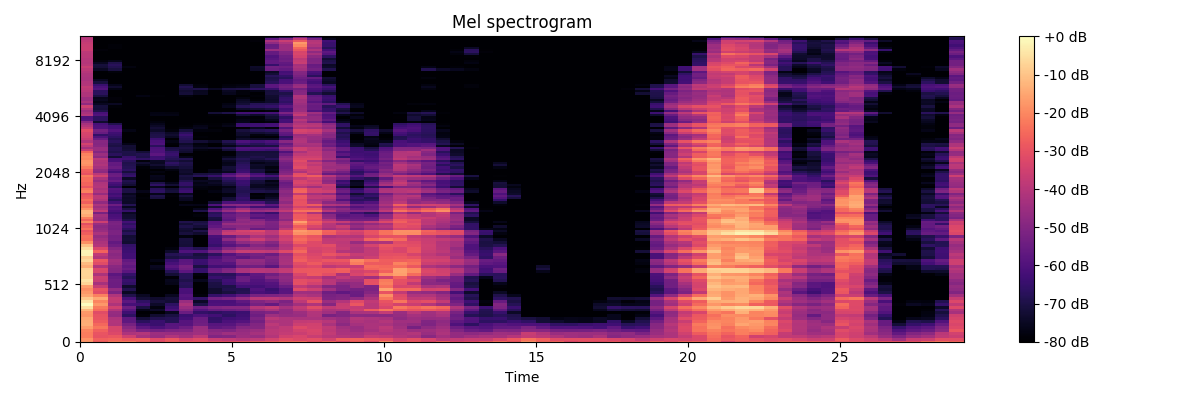 Mel spectrogram
Hz
8192
4096
2048
1024
512
0
0 5 10 15 20 25
Time
+0 dB
-10 dB
-20 dB
-30 dB
-40 dB
-50 dB
-60 dB
-70 dB
-80 dB